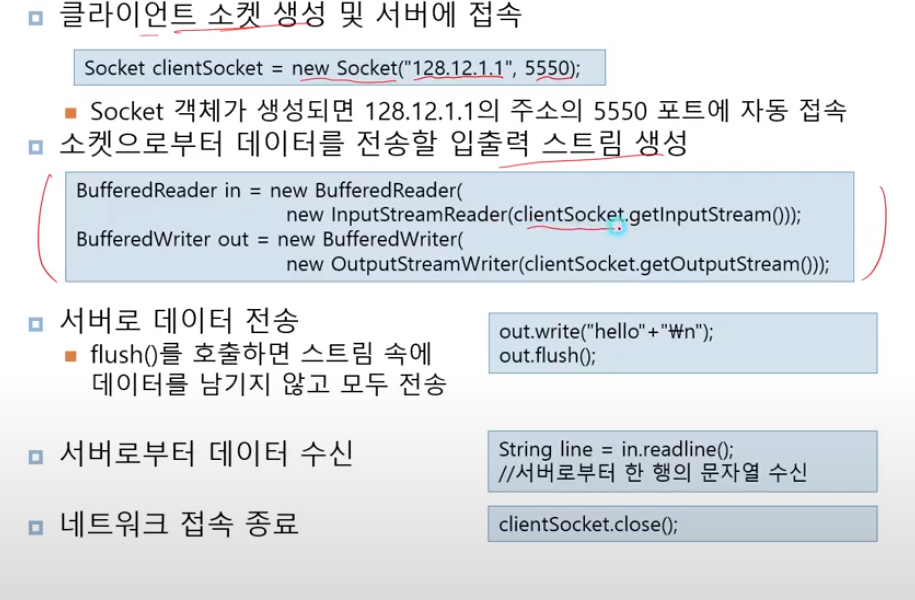 클라이언트 소켓 생성 및 서버에 접속
Socket clientSocket = new Socket("128.12.1.1", 5550);
Socket 객체가 생성되면 128.12.1.1의 주소의 5550 포트에 자동 접속
소켓으로부터 데이터를 전송할 입출력 스트림 생성
BufferedReader in = new BufferedReader(
new InputStreamReader(clientSocket.getInputStream()));
BufferedWriter out = new BufferedWriter(
new OutputStreamWriter(clientSocket.getOutputStream()));
서버로 데이터 전송
flush()를 호출하면 스트림 속에
데이터를 남기지 않고 모두 전송
out.write("hello"+"₩n");
out.flush();
서버로부터 데이터 수신
String line = in.readline();
//서버로부터 한 행의 문자열 수신
네트워크 접속 종료
clientSocket.close();